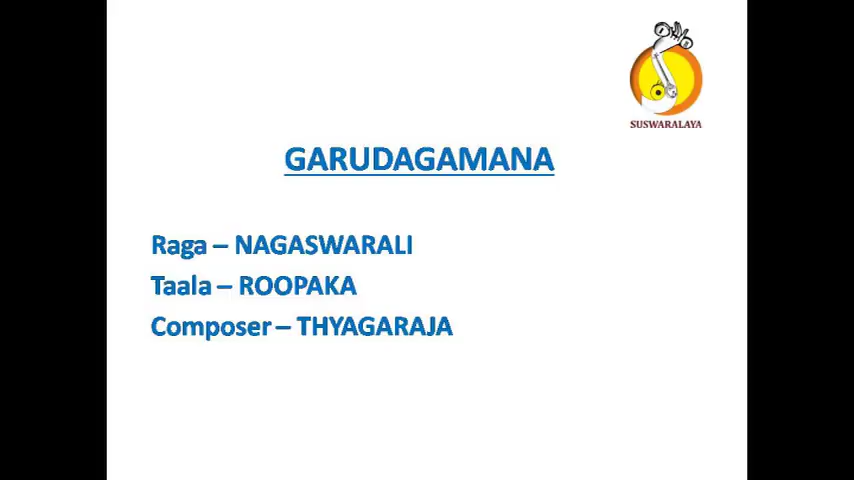 SUSWARALAYA
GARUDAGAMANA
Raga – NAGASWARALI
Taala – ROOPAKA
Composer – THYAGARAJA